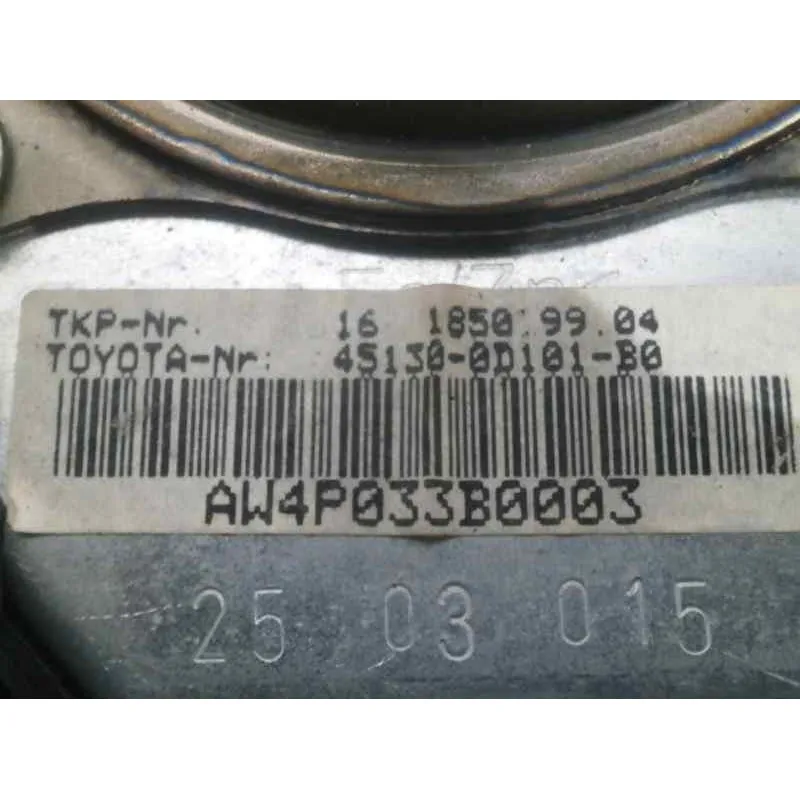 TKP-Nr. 16 1850 99 04
TOYOTA-Nr: 45130-0D101-B0
AW4P033B0003
25 03 015